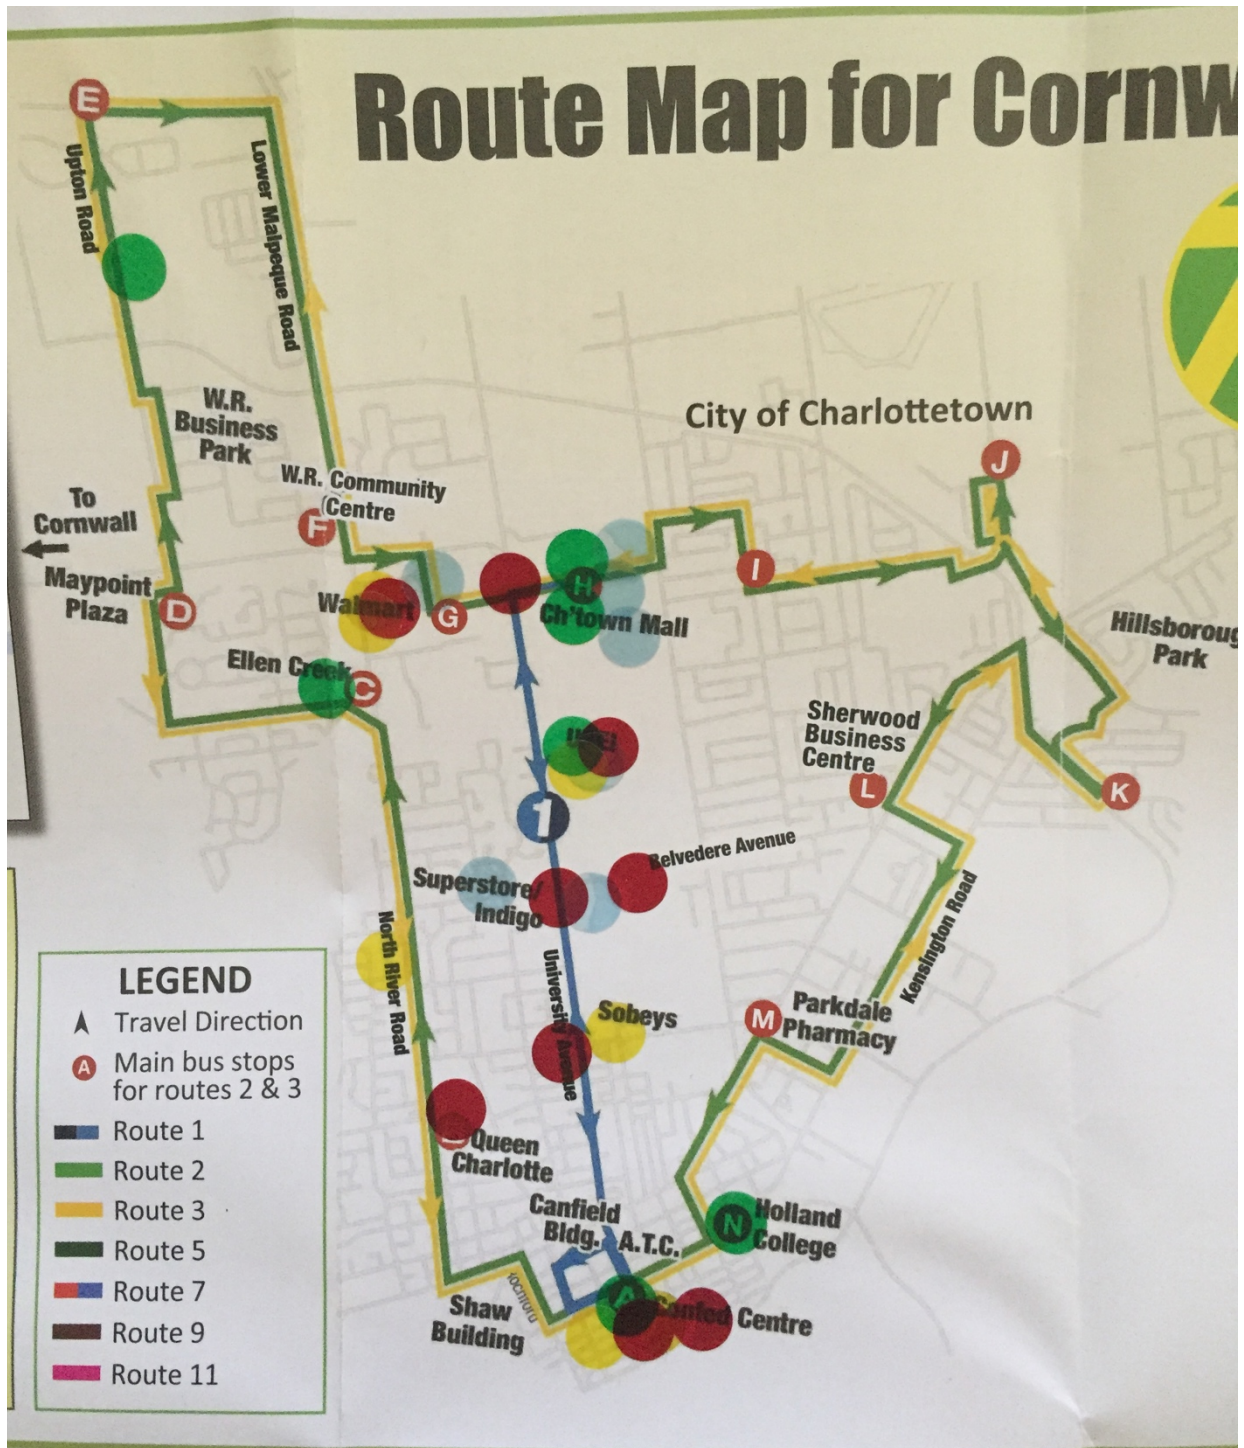 Route Map for Cornw
E
Upton Road
Lower Malpeque Road
W.R.
Business
Park
City of Charlottetown
J
W.R. Community
Centre
F
To
Cornwall
Maypoint
Plaza
D
Walmart
G
H
Ch'town Mall
I
Hillsboroug
Park
Ellen Creek
C
Sherwood
Business
Centre
L
K
1
Belvedere Avenue
Superstore/
Indigo
North River Road
University Avenue
Kensington Road
Sobeys
M
Parkdale
Pharmacy
Queen
Charlotte
Canfield
Bldg.
A.T.C.
N
Holland
College
A
Confed Centre
Shaw
Building
LEGEND
Travel Direction
A
Main bus stops
for routes 2 & 3
Route 1
Route 2
Route 3
Route 5
Route 7
Route 9
Route 11